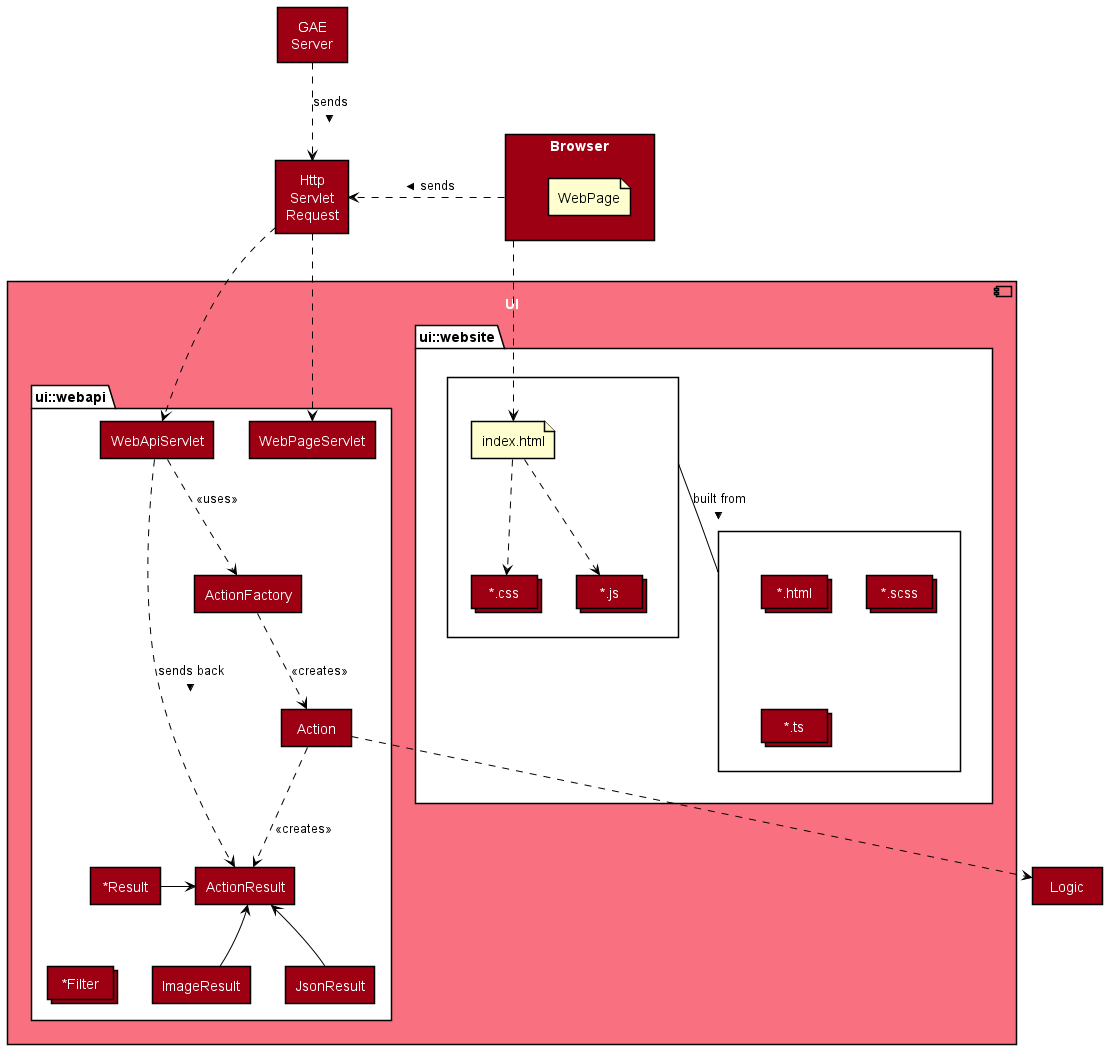 GAE
Server
sends
▼
Browser
WebPage
Http
Servlet
Request
◄ sends
UI
ui::website
ui::webapi
WebApiServlet
WebPageServlet
index.html
«uses»
built from
▼
ActionFactory
*.css
*.js
*.html
*.scss
sends back
▼
«creates»
Action
*.ts
«creates»
*Result
ActionResult
Logic
*Filter
ImageResult
JsonResult